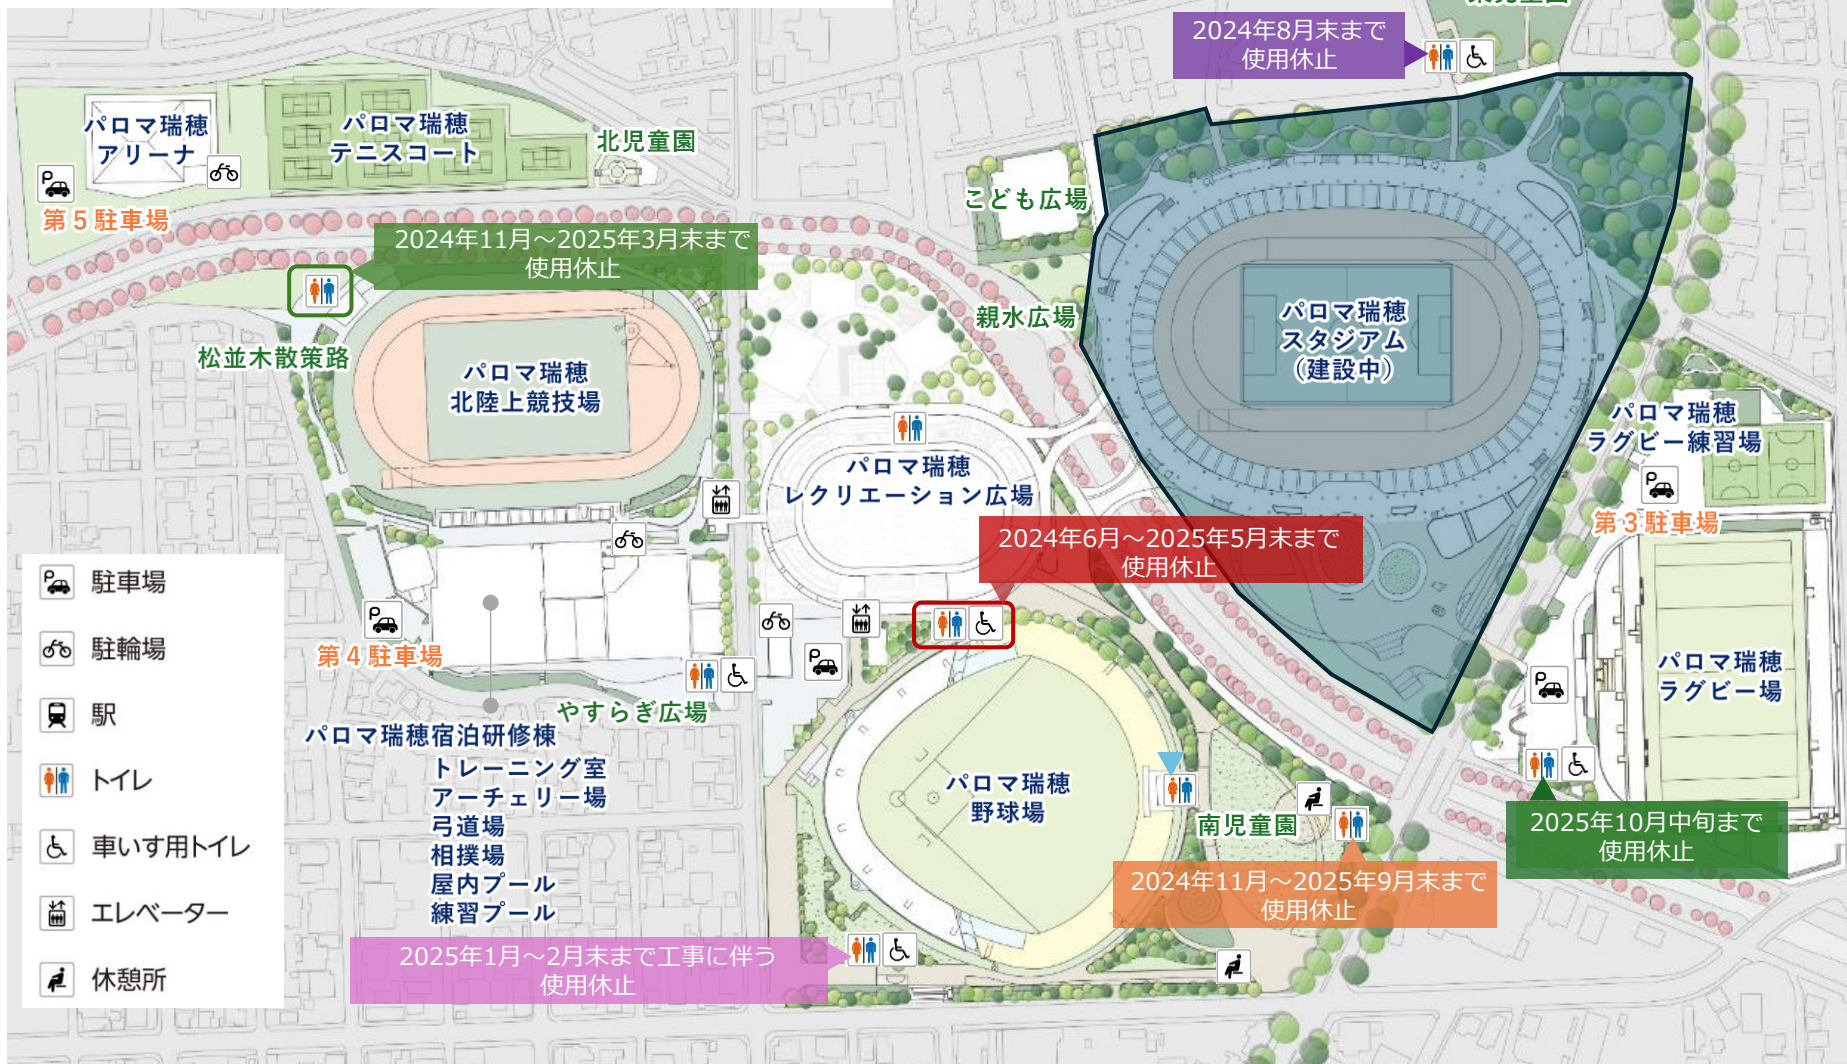 2024年8月末まで
使用休止
パロマ瑞穂
アリーナ
パロマ瑞穂
テニスコート
北児童園
P
第5駐車場
こども広場
2024年11月～2025年3月末まで
使用休止
親水広場
パロマ瑞穂
スタジアム
(建設中)
松並木散策路
パロマ瑞穂
北陸上競技場
パロマ瑞穂
ラグビー練習場
パロマ瑞穂
レクリエーション広場
P
第3駐車場
2024年6月～2025年5月末まで
使用休止
P
第4駐車場
P
P
パロマ瑞穂
ラグビー場
やすらぎ広場
パロマ瑞穂宿泊研修棟
トレーニング室
アーチェリー場
弓道場
相撲場
屋内プール
練習プール
パロマ瑞穂
野球場
南児童園
2025年10月中旬まで
使用休止
2024年11月～2025年9月末まで
使用休止
2025年1月～2月末まで工事に伴う
使用休止
P
駐車場
駐輪場
駅
トイレ
車いす用トイレ
エレベーター
休憩所